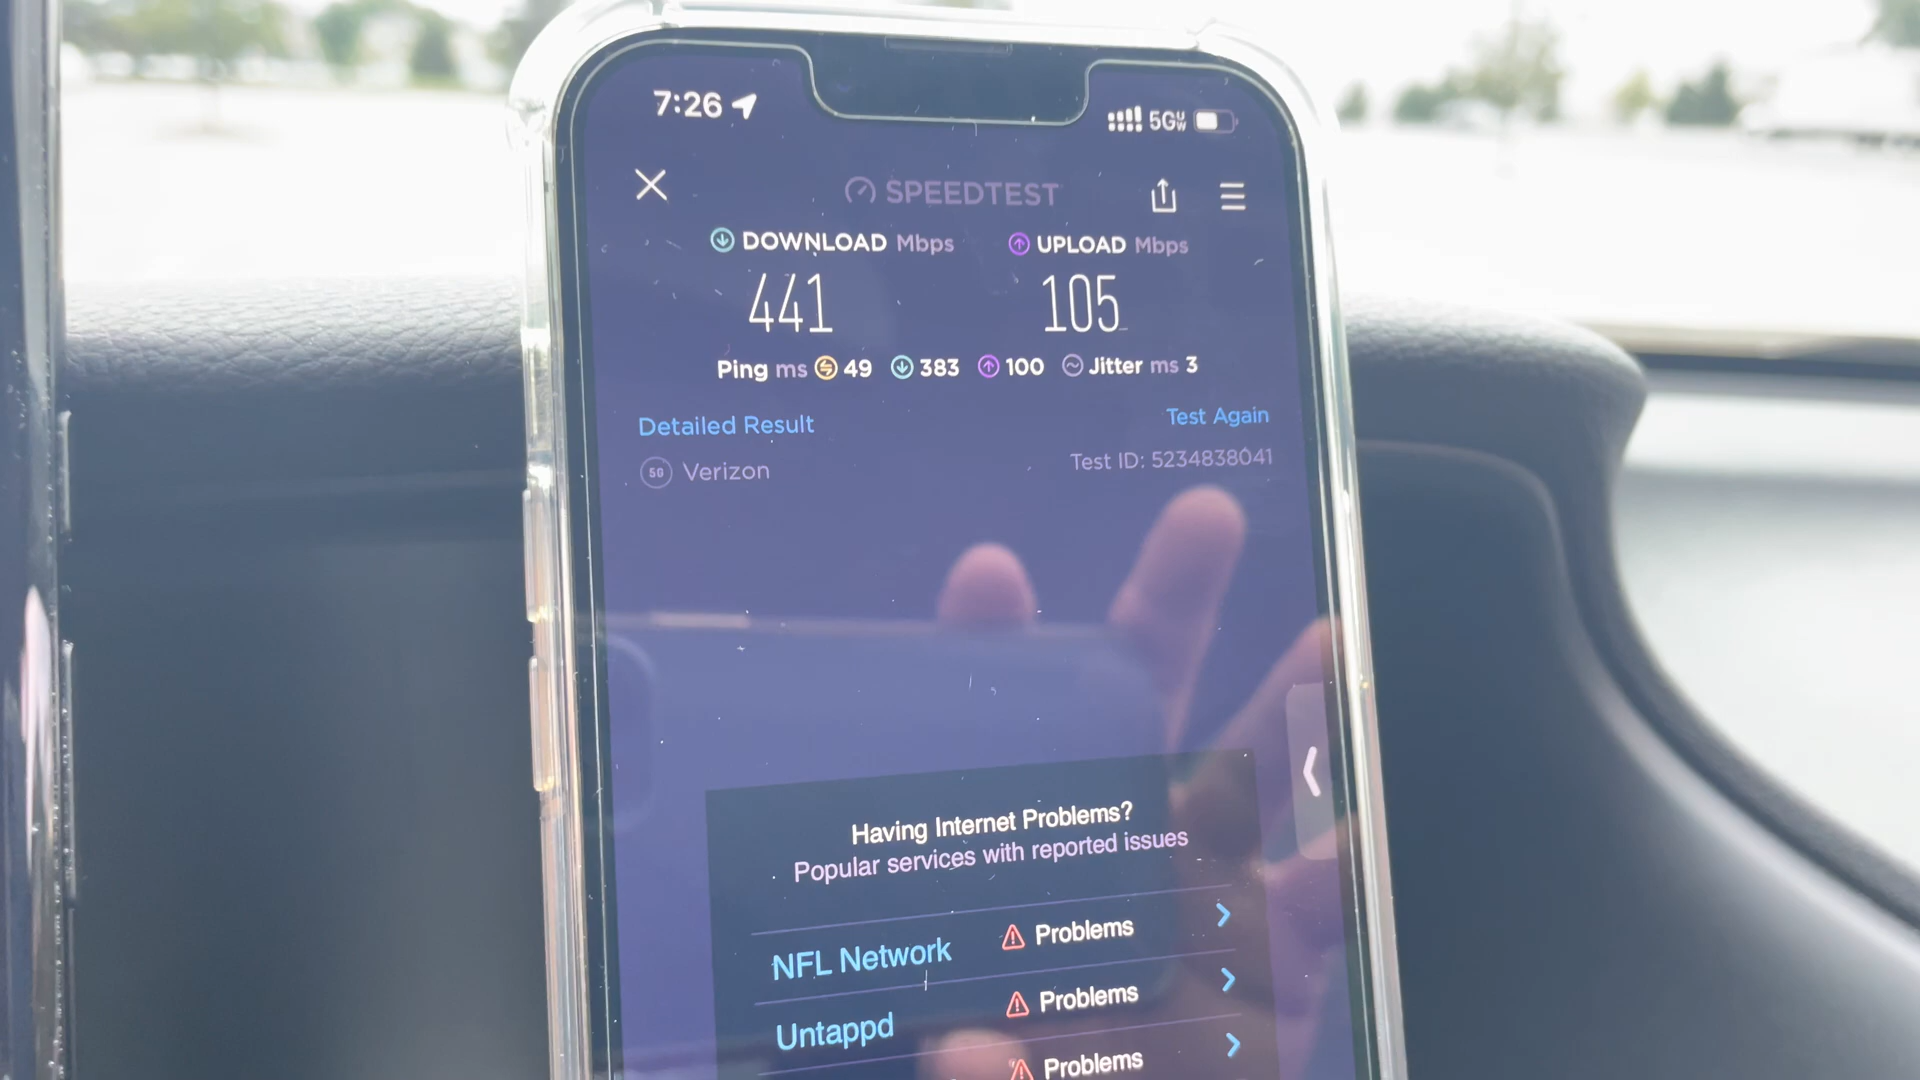 7:26 5G UW
SPEEDTEST
DOWNLOAD Mbps UPLOAD Mbps
441 105
Ping ms 49 383 100 Jitter ms 3
Detailed Result Test Again
5G Verizon Test ID: 5234838041
Having Internet Problems?
Popular services with reported issues
NFL Network Problems
Untappd Problems
Problems